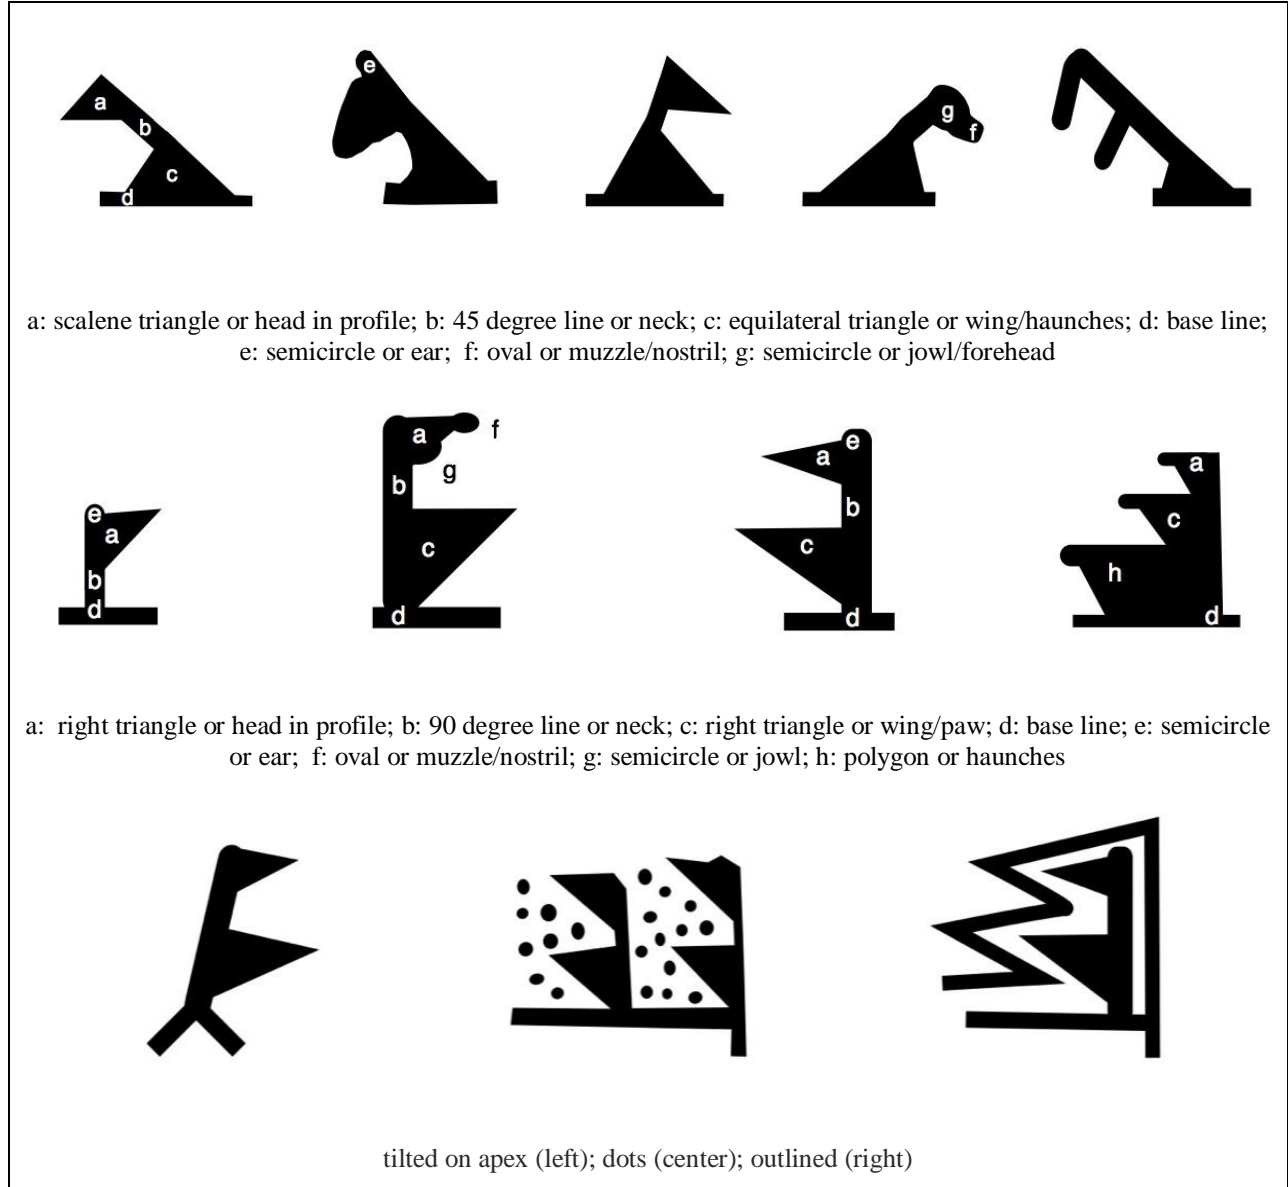 e
a
b
c
d
g
f
a: scalene triangle or head in profile; b: 45 degree line or neck; c: equilateral triangle or wing/haunches; d: base line;
e: semicircle or ear; f: oval or muzzle/nostril; g: semicircle or jowl/forehead
e
a
b
d
a
f
g
b
c
d
e
a
b
c
d
a
c
h
d
a: right triangle or head in profile; b: 90 degree line or neck; c: right triangle or wing/paw; d: base line; e: semicircle
or ear; f: oval or muzzle/nostril; g: semicircle or jowl; h: polygon or haunches
tilted on apex (left); dots (center); outlined (right)